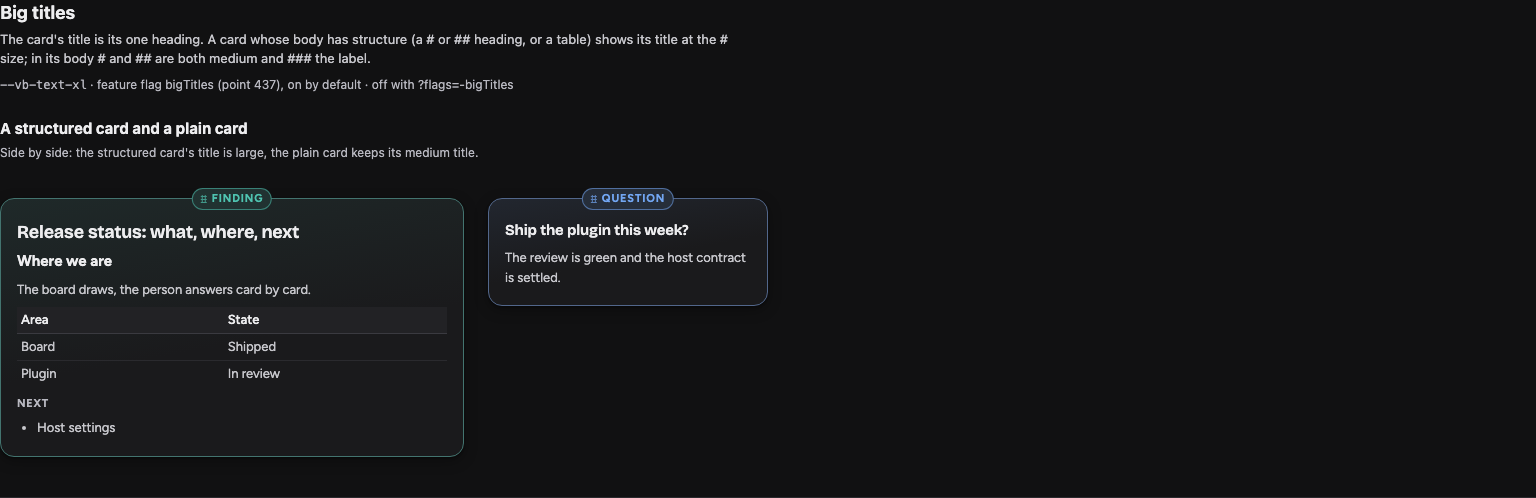 Big titles
The card's title is its one heading. A card whose body has structure (a # or ## heading, or a table) shows its title at the #
size; in its body # and ## are both medium and ### the label.
--vb-text-xl · feature flag bigTitles (point 437), on by default · off with ?flags=-bigTitles
A structured card and a plain card
Side by side: the structured card's title is large, the plain card keeps its medium title.
FINDING
Release status: what, where, next
Where we are
The board draws, the person answers card by card.
Area State
Board Shipped
Plugin In review
NEXT
• Host settings
QUESTION
Ship the plugin this week?
The review is green and the host contract
is settled.